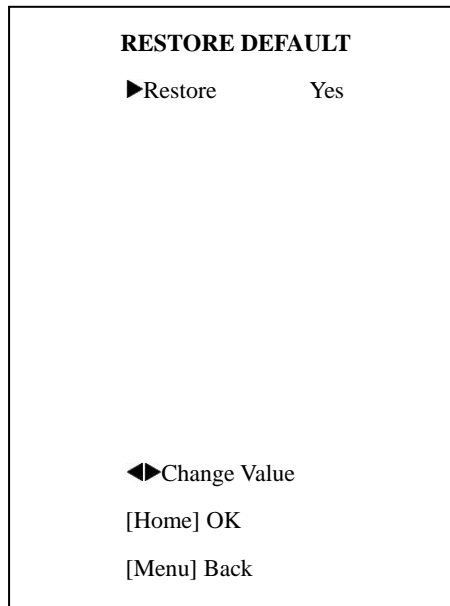 RESTORE DEFAULT
▶Restore Yes
◀▶Change Value
[Home] OK
[Menu] Back